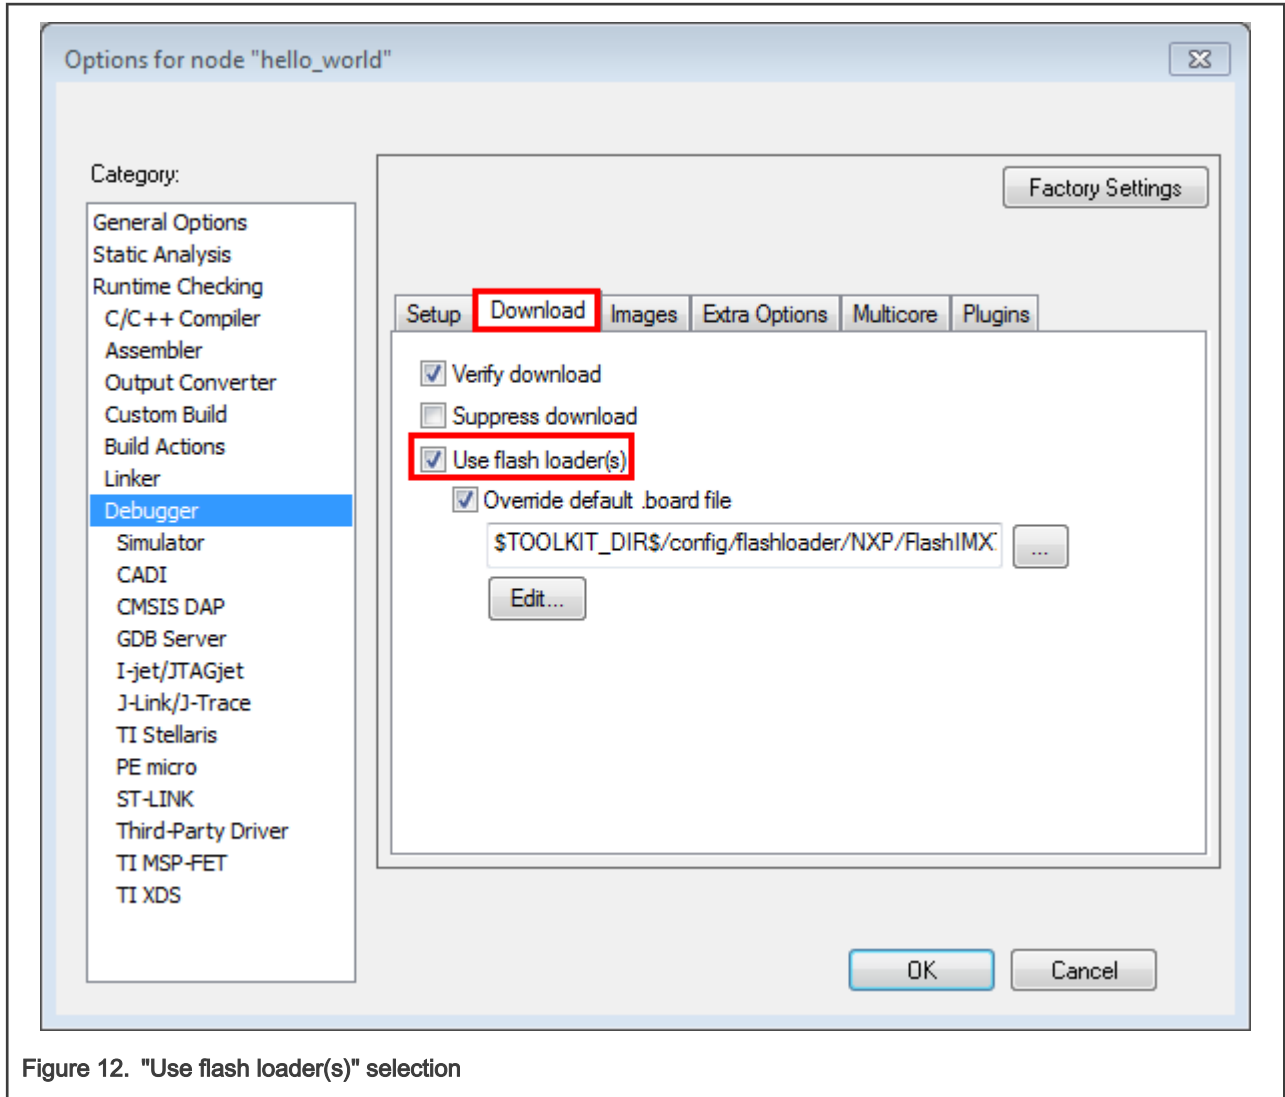 Options for node "hello_world"
Category:
General Options
Static Analysis
Runtime Checking
C/C++ Compiler
Assembler
Output Converter
Custom Build
Build Actions
Linker
Debugger
Simulator
CADI
CMSIS DAP
GDB Server
I-jet/JTAGjet
J-Link/J-Trace
TI Stellaris
PE micro
ST-LINK
Third-Party Driver
TI MSP-FET
TI XDS
Factory Settings
Setup Download Images Extra Options Multicore Plugins
Verify download
Suppress download
Use flash loader(s)
Override default .board file
$TOOLKIT_DIR$/config/flashloader/NXP/FlashIMX
...
Edit...
OK Cancel
Figure 12. "Use flash loader(s)" selection